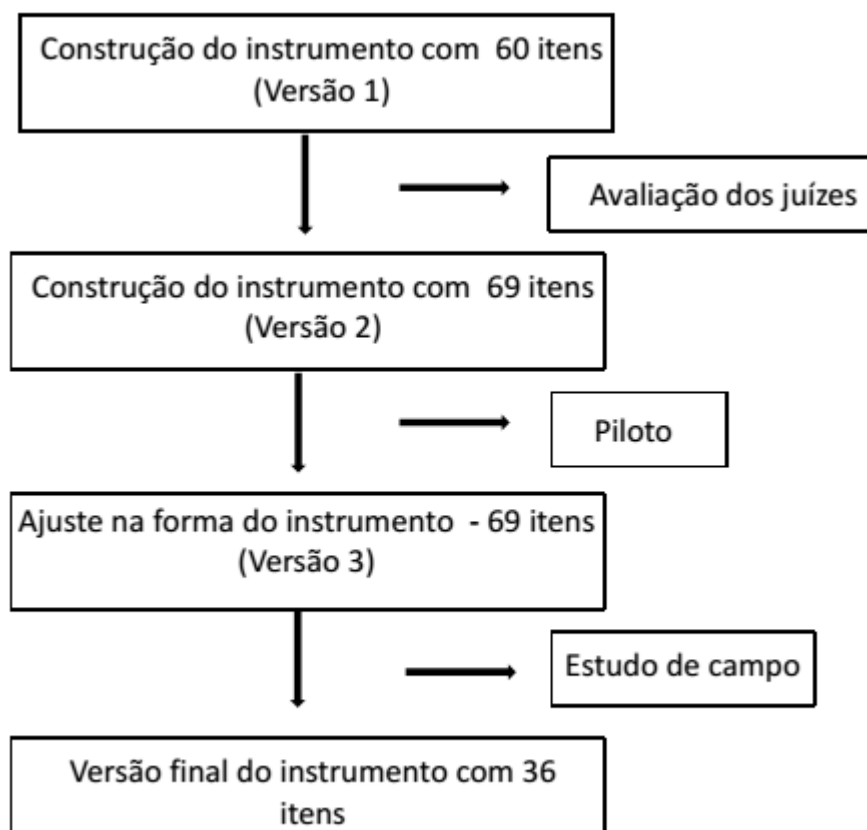 Construção do instrumento com 60 itens
(Versão 1)
Avaliação dos juízes
Construção do instrumento com 69 itens
(Versão 2)
Piloto
Ajuste na forma do instrumento - 69 itens
(Versão 3)
Estudo de campo
Versão final do instrumento com 36
itens